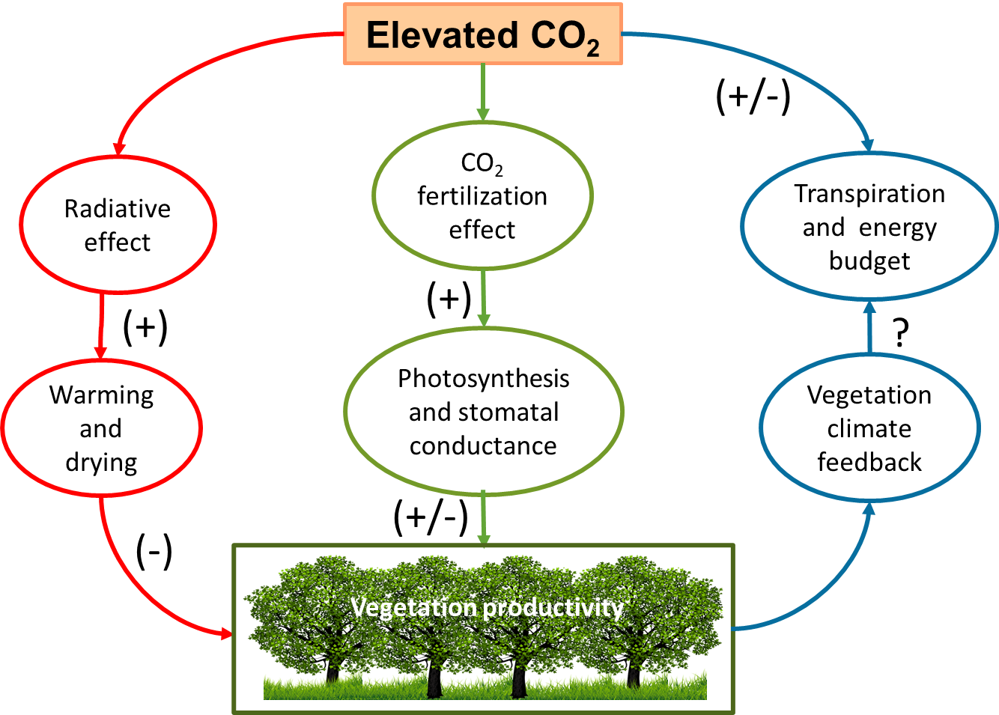 Elevated CO₂
(+/-)
Radiative
effect
CO₂
fertilization
effect
Transpiration
and energy
budget
(+)
(+)
?
Warming
and
drying
Photosynthesis
and stomatal
conductance
Vegetation
climate
feedback
(-)
(+/-)
Vegetation productivity